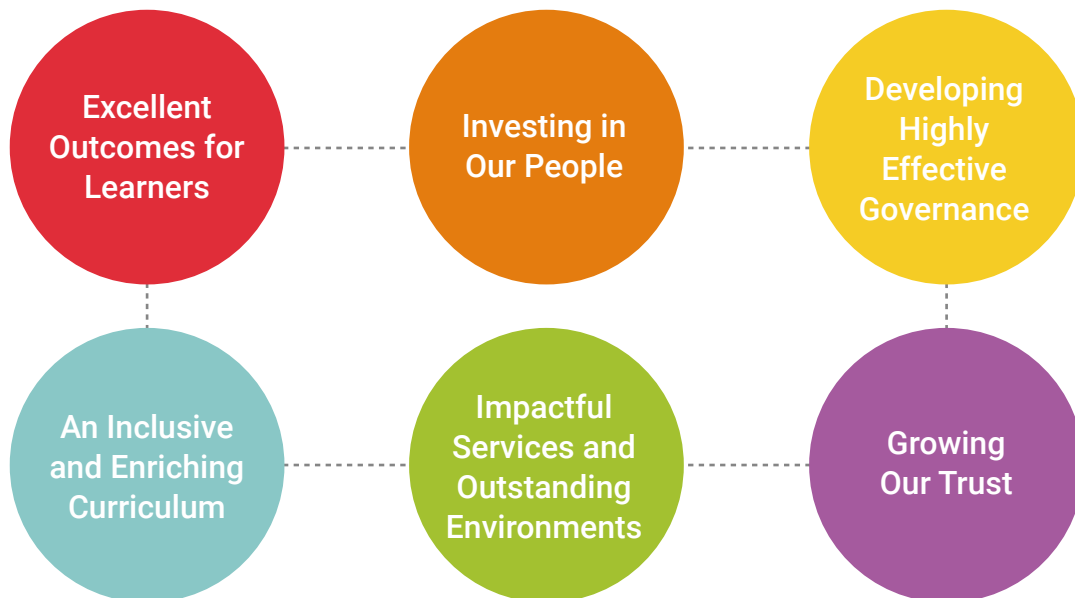 Excellent
Outcomes for
Learners
Investing in
Our People
Developing
Highly
Effective
Governance
An Inclusive
and Enriching
Curriculum
Impactful
Services and
Outstanding
Environments
Growing
Our Trust